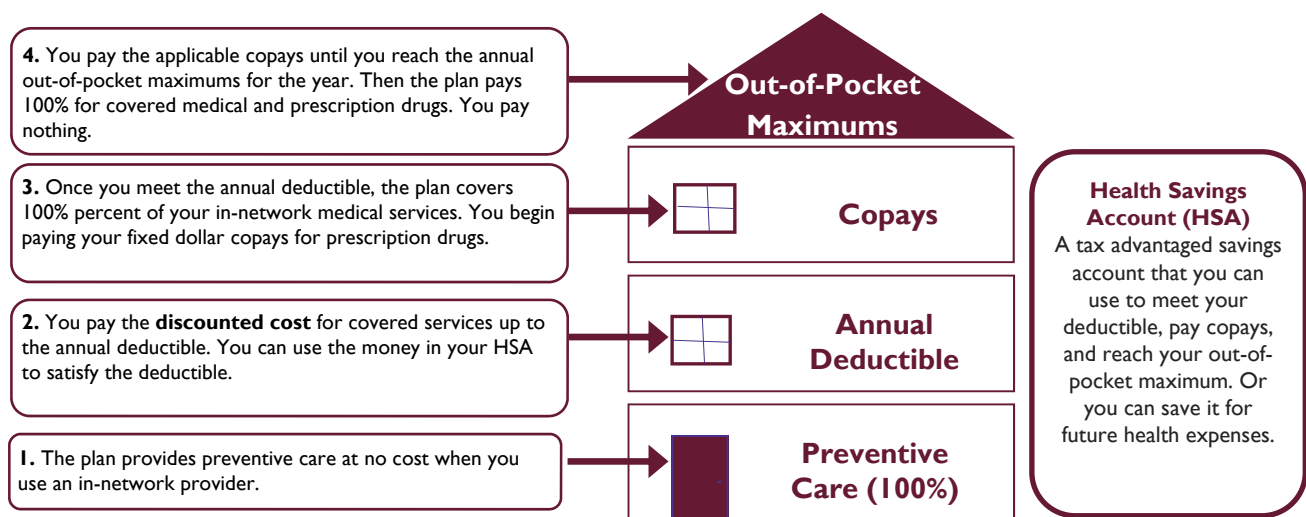 4. You pay the applicable copays until you reach the annual
out-of-pocket maximums for the year. Then the plan pays
100% for covered medical and prescription drugs. You pay
nothing.
Out-of-Pocket
Maximums
3. Once you meet the annual deductible, the plan covers
100% percent of your in-network medical services. You begin
paying your fixed dollar copays for prescription drugs.
Copays
2. You pay the discounted cost for covered services up to
the annual deductible. You can use the money in your HSA
to satisfy the deductible.
Annual
Deductible
1. The plan provides preventive care at no cost when you
use an in-network provider.
Preventive
Care (100%)
Health Savings
Account (HSA)
A tax advantaged savings
account that you can
use to meet your
deductible, pay copays,
and reach your out-of-
pocket maximum. Or
you can save it for
future health expenses.